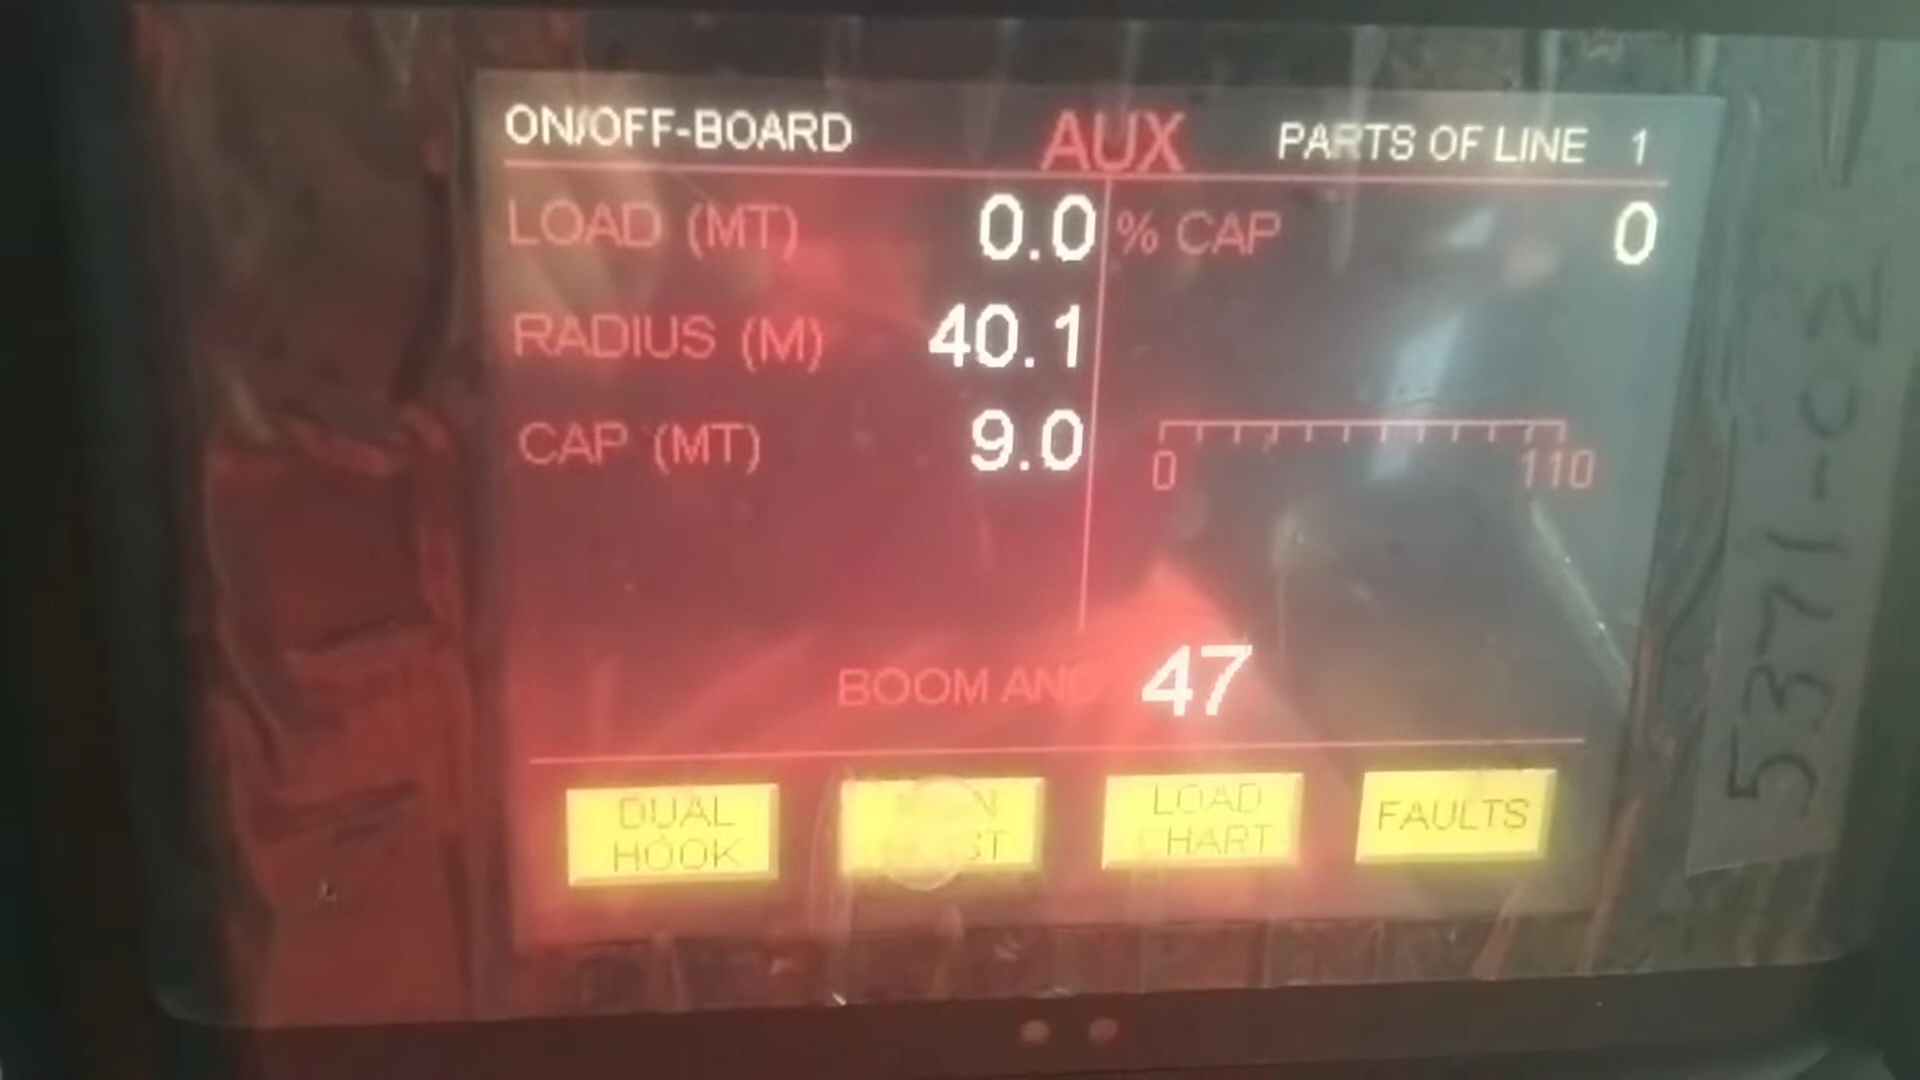 ON/OFF-BOARD AUX PARTS OF LINE 1
LOAD (MT) 0.0 % CAP 0
RADIUS (M) 40.1
CAP (MT) 9.0
0 110
BOOM ANG 47
DUAL HOOK
LOAD CHART
FAULTS
5371-02